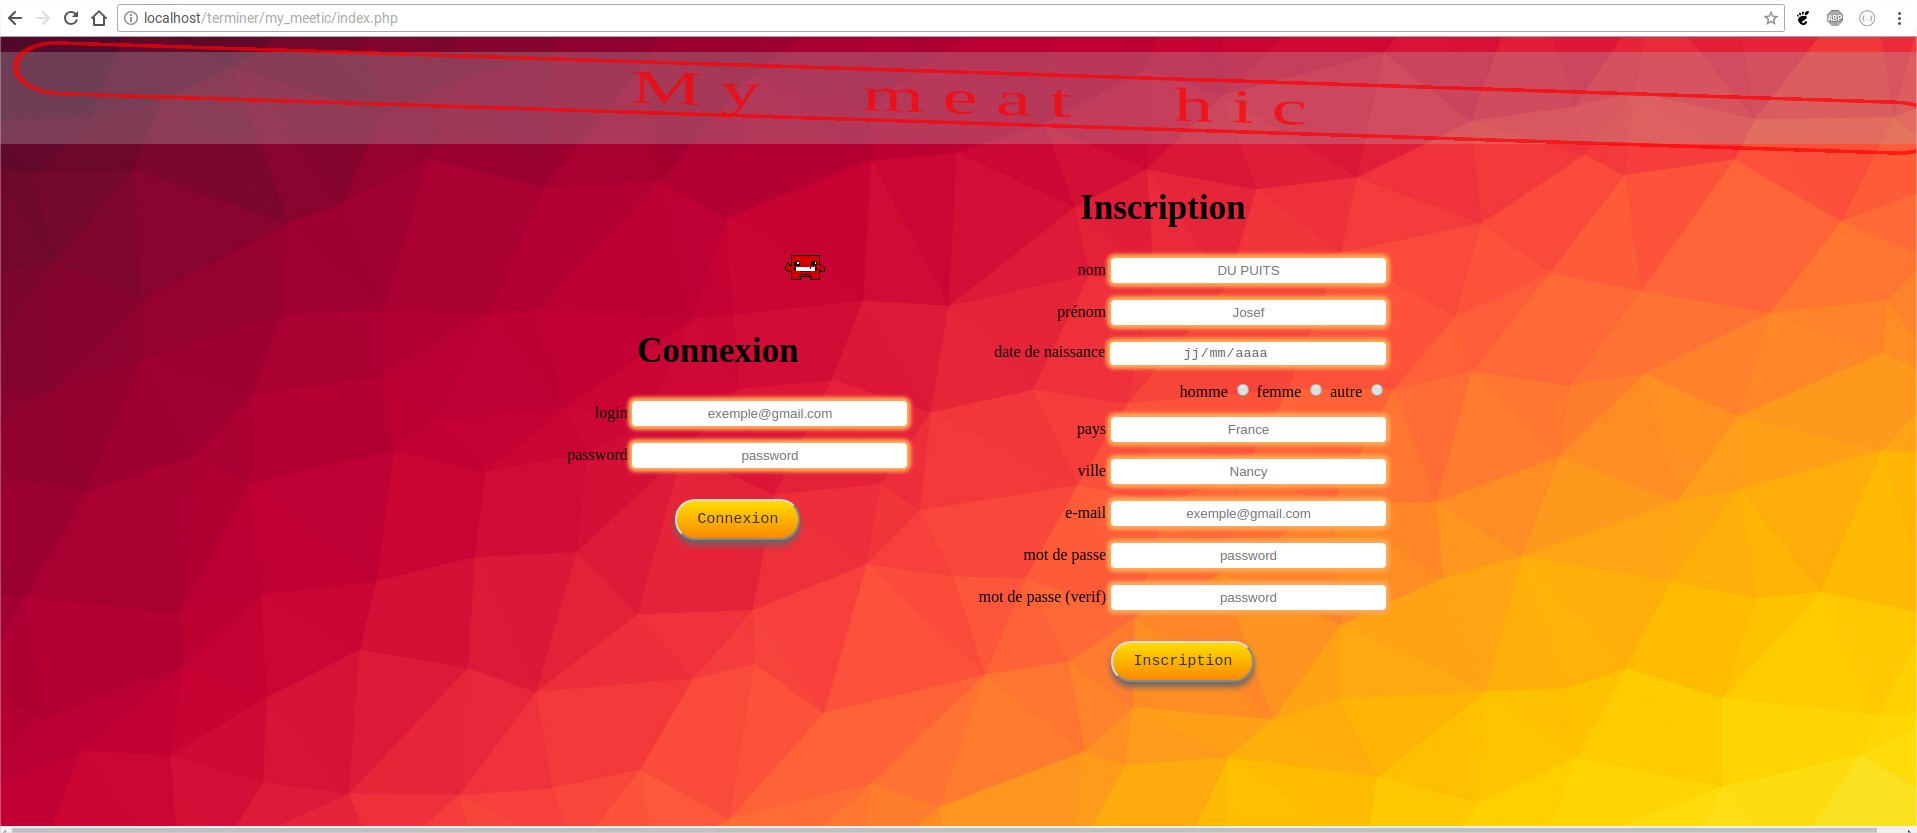 localhost/terminer/my_meetic/index.php
ABP
My meat hic
Connexion
login exemple@gmail.com
password password
Connexion
Inscription
nom DU PUITS
prénom Josef
date de naissance jj/mm/aaaa
homme femme autre
pays France
ville Nancy
e-mail exemple@gmail.com
mot de passe password
mot de passe (verif) password
Inscription